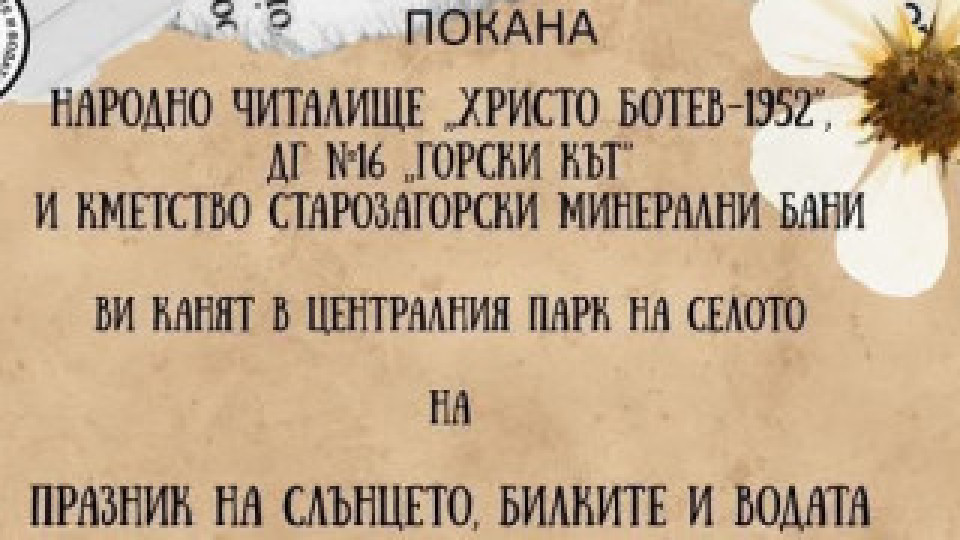 ПОКАНА
НАРОДНО ЧИТАЛИЩЕ „ХРИСТО БОТЕВ-1952",
ДГ №16 „ГОРСКИ КЪТ"
И КМЕТСТВО СТАРОЗАГОРСКИ МИНЕРАЛНИ БАНИ
ВИ КАНЯТ В ЦЕНТРАЛНИЯ ПАРК НА СЕЛОТО
НА
ПРАЗНИК НА СЛЪНЦЕТО, БИЛКИТЕ И ВОДАТА